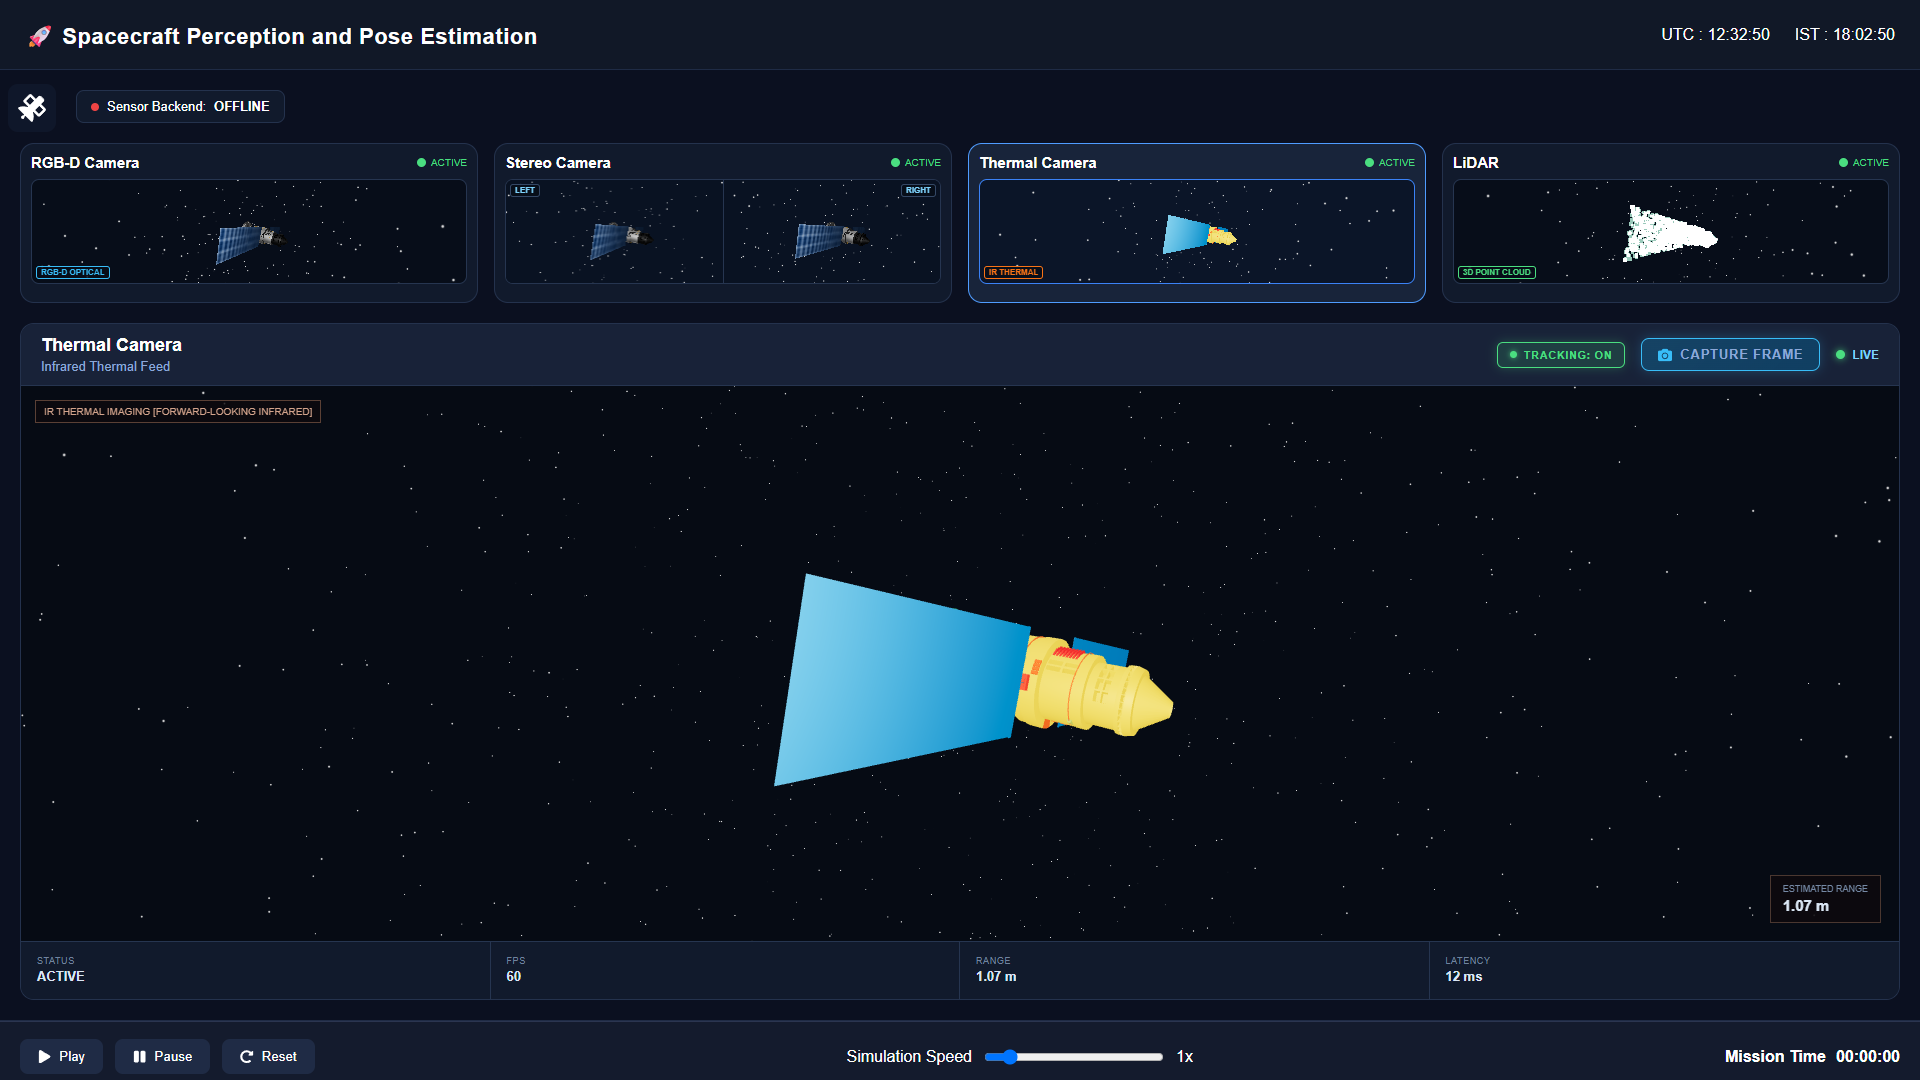 Spacecraft Perception and Pose Estimation
UTC : 12:32:50 IST : 18:02:50
Sensor Backend: OFFLINE
RGB-D Camera ACTIVE
RGB-D OPTICAL
Stereo Camera ACTIVE
LEFT RIGHT
Thermal Camera ACTIVE
IR THERMAL
LiDAR ACTIVE
3D POINT CLOUD
Thermal Camera
Infrared Thermal Feed
TRACKING: ON CAPTURE FRAME LIVE
IR THERMAL IMAGING [FORWARD-LOOKING INFRARED]
ESTIMATED RANGE
1.07 m
STATUS
ACTIVE
FPS
60
RANGE
1.07 m
LATENCY
12 ms
Play Pause Reset
Simulation Speed 1x
Mission Time 00:00:00